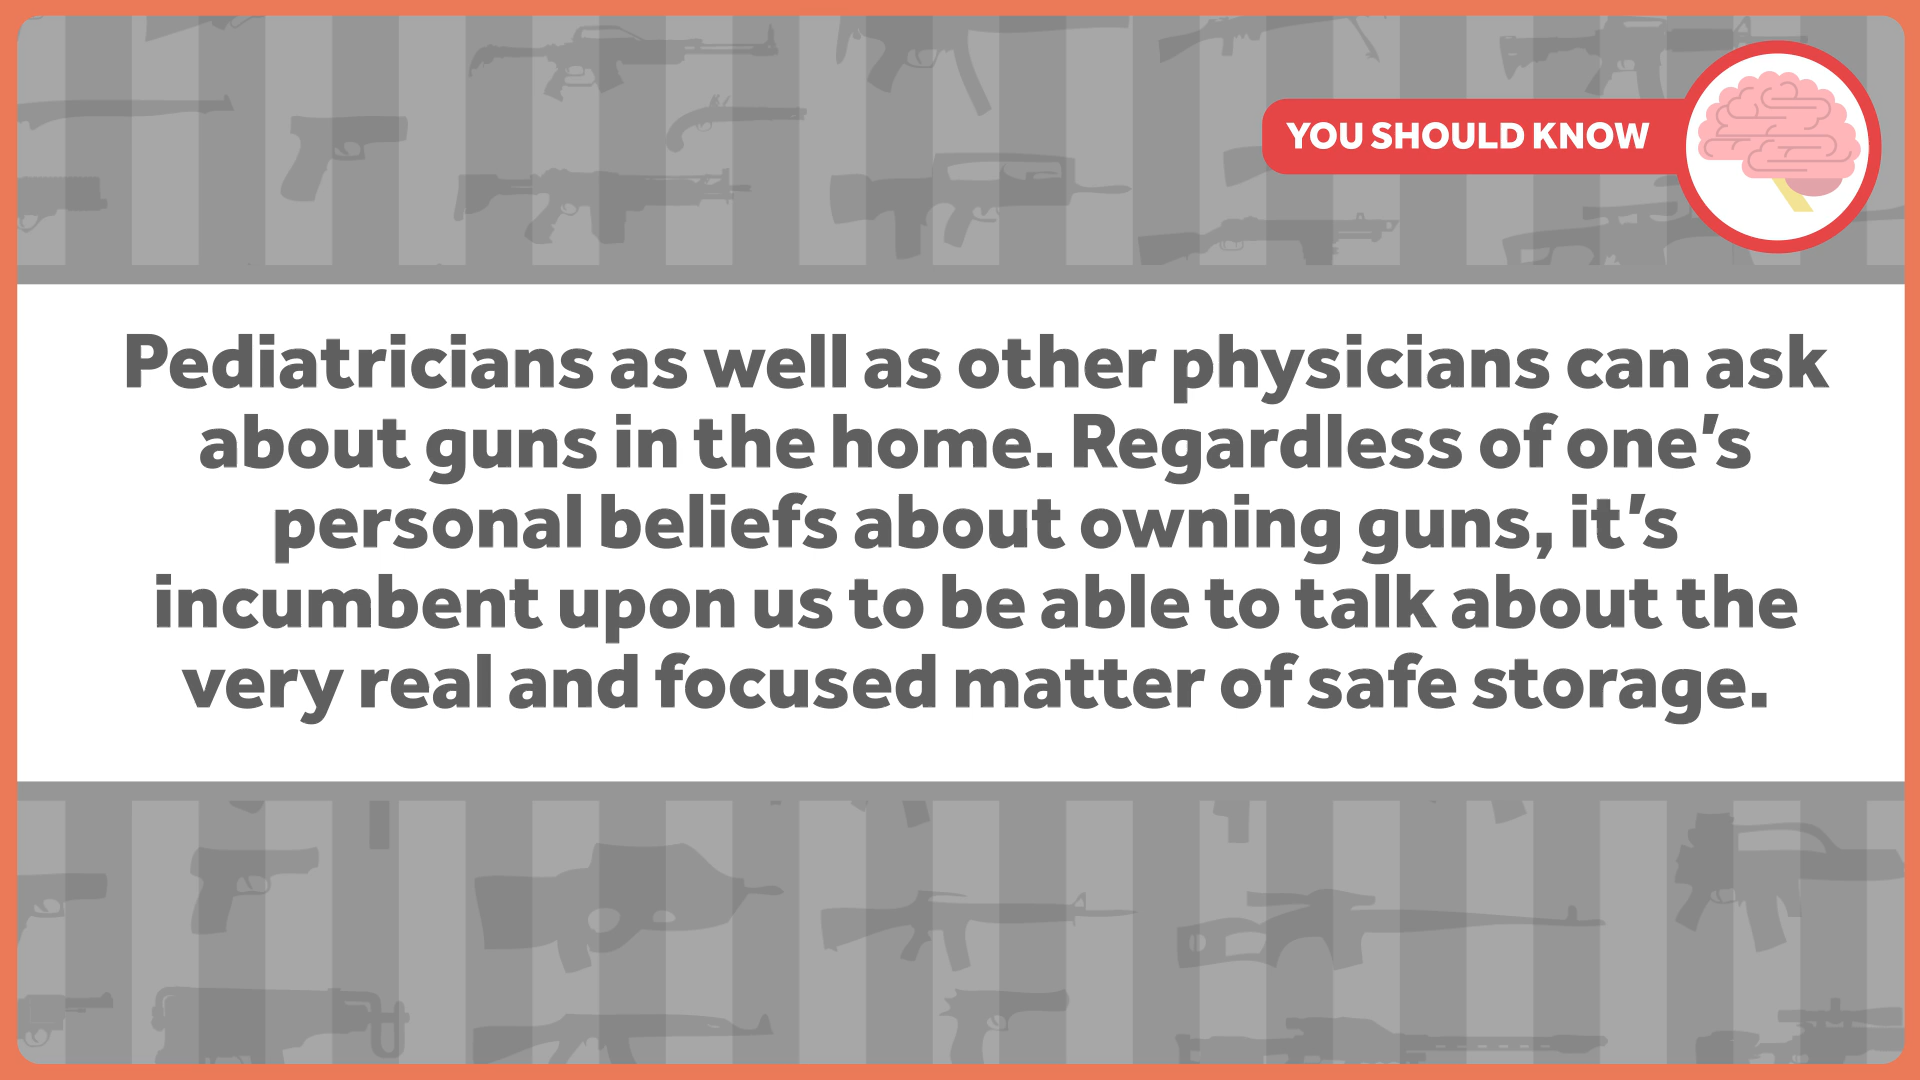 YOU SHOULD KNOW
Pediatricians as well as other physicians can ask
about guns in the home. Regardless of one’s
personal beliefs about owning guns, it’s
incumbent upon us to be able to talk about the
very real and focused matter of safe storage.